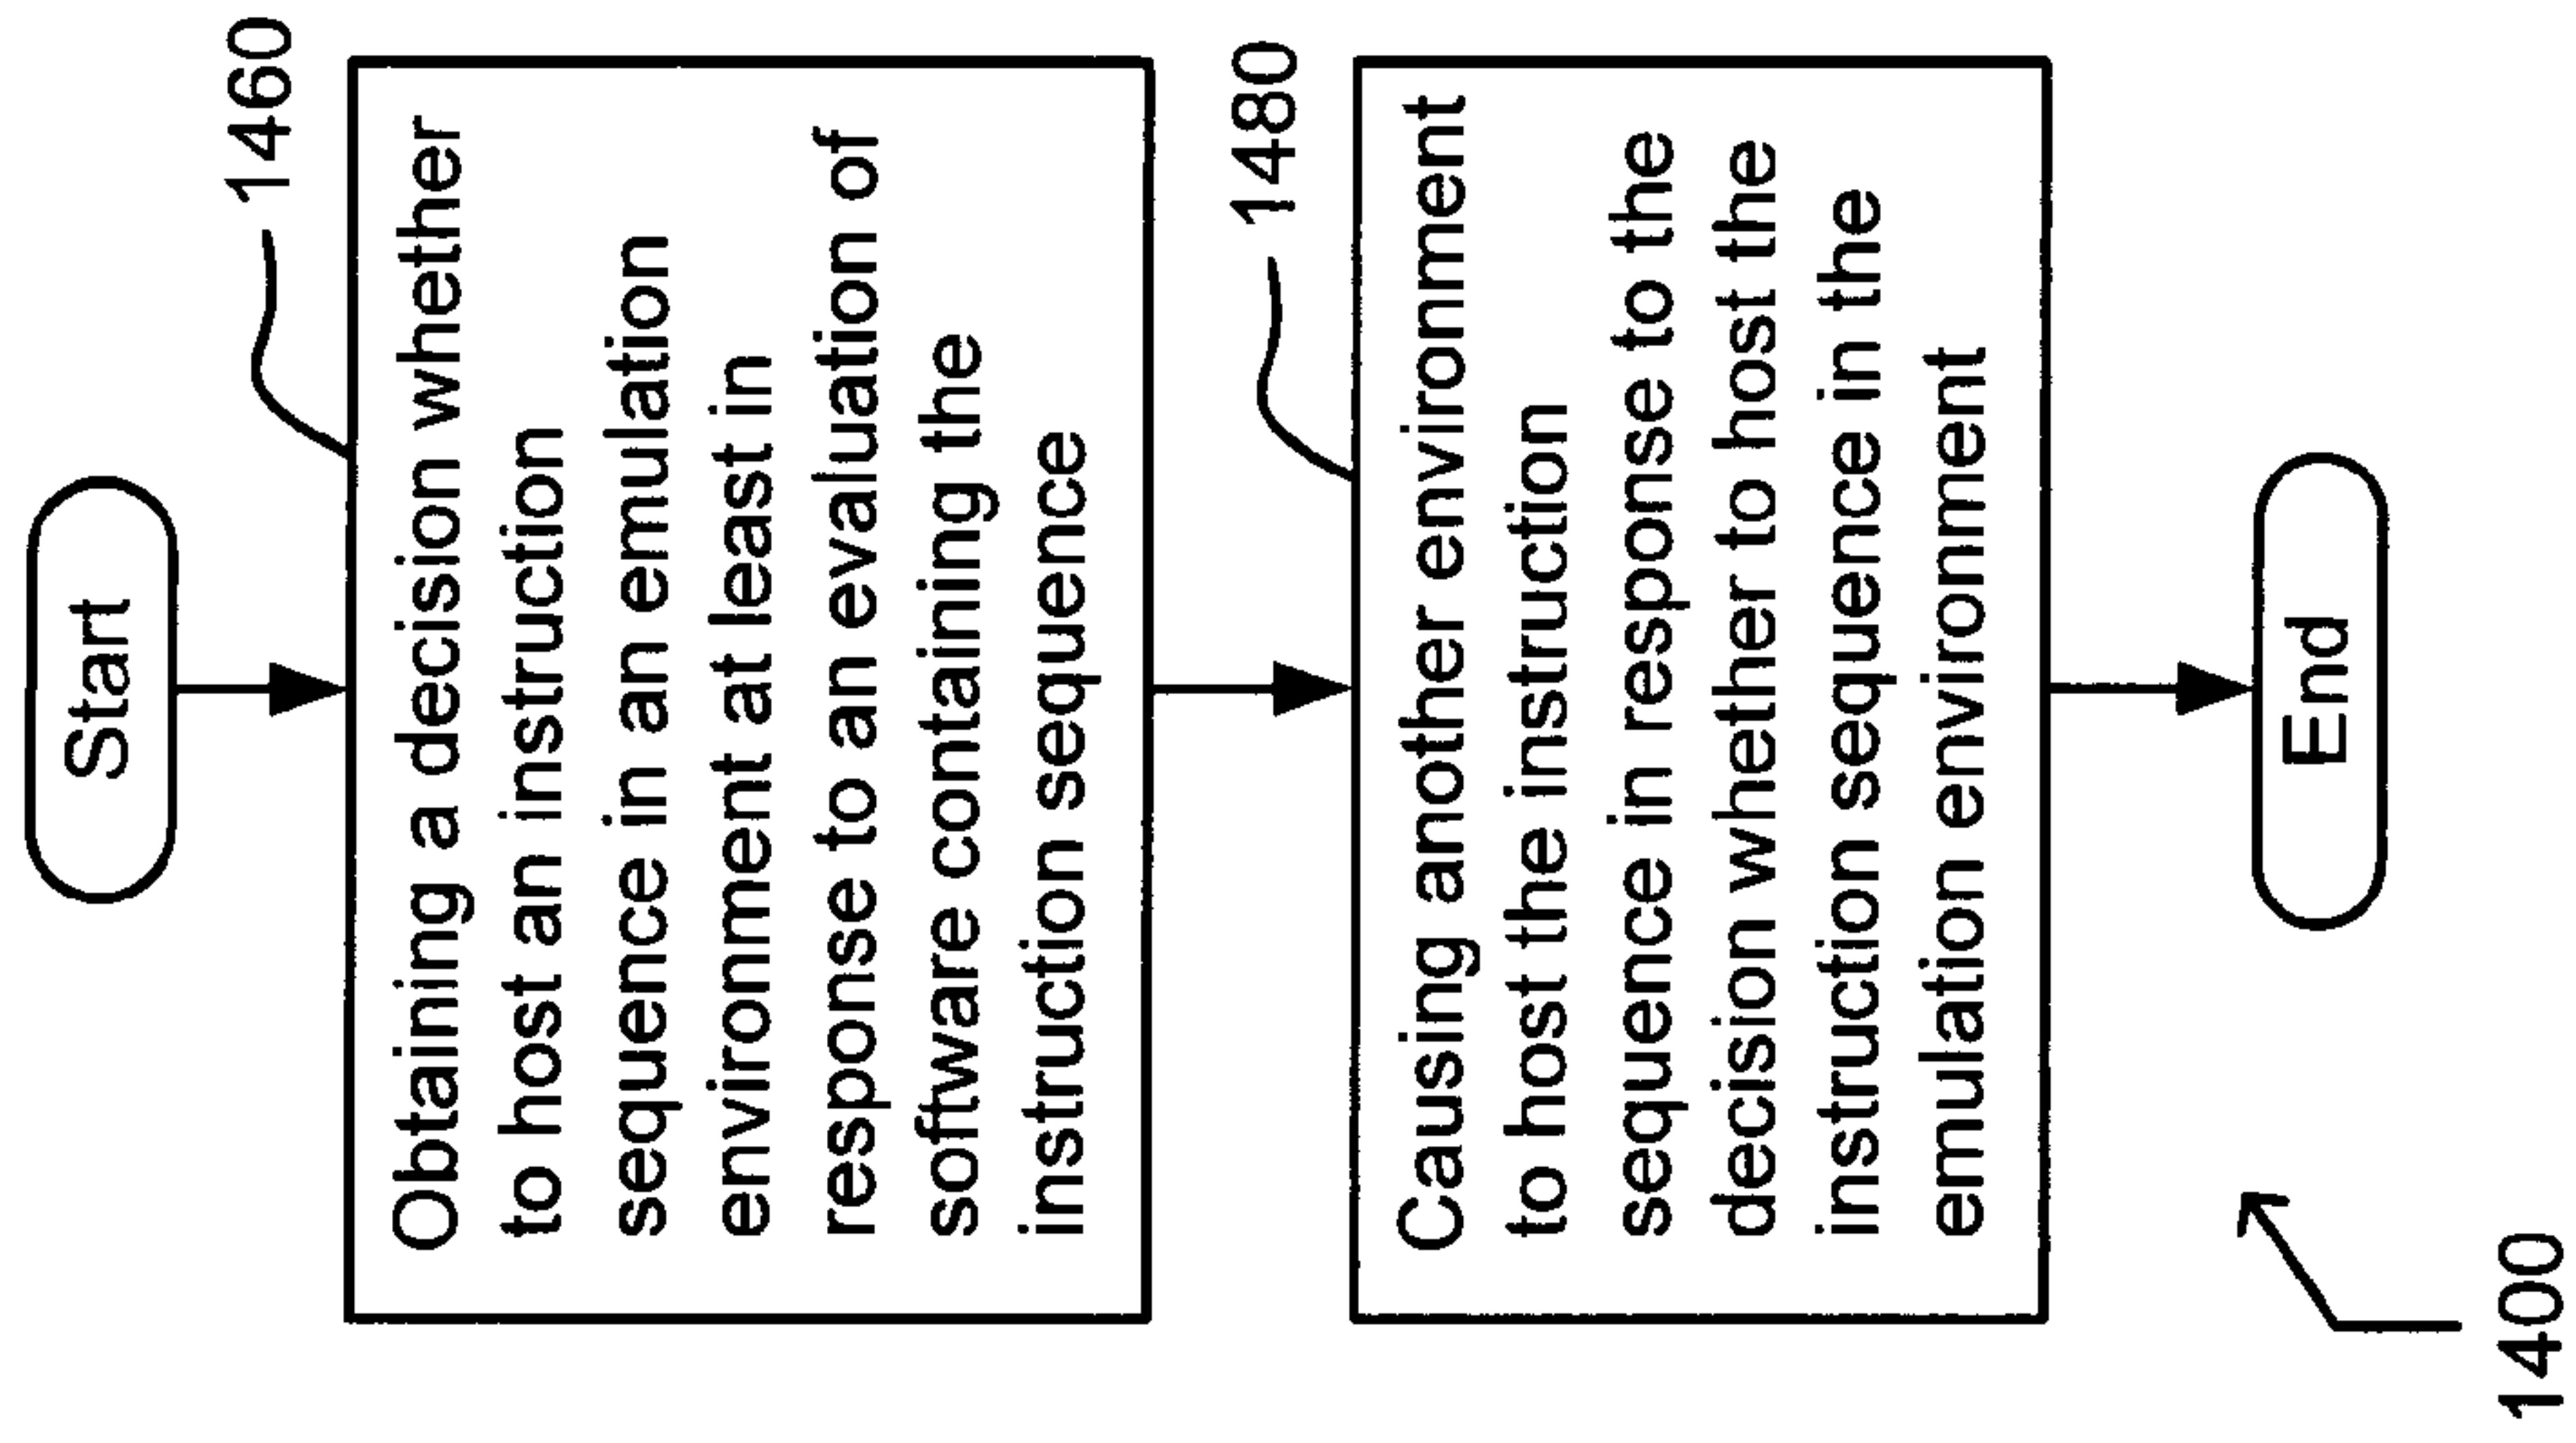 Start
1460
Obtaining a decision whether
to host an instruction
sequence in an emulation
environment at least in
response to an evaluation of
software containing the
instruction sequence
1480
Causing another environment
to host the instruction
sequence in response to the
decision whether to host the
instruction sequence in the
emulation environment
End
1400